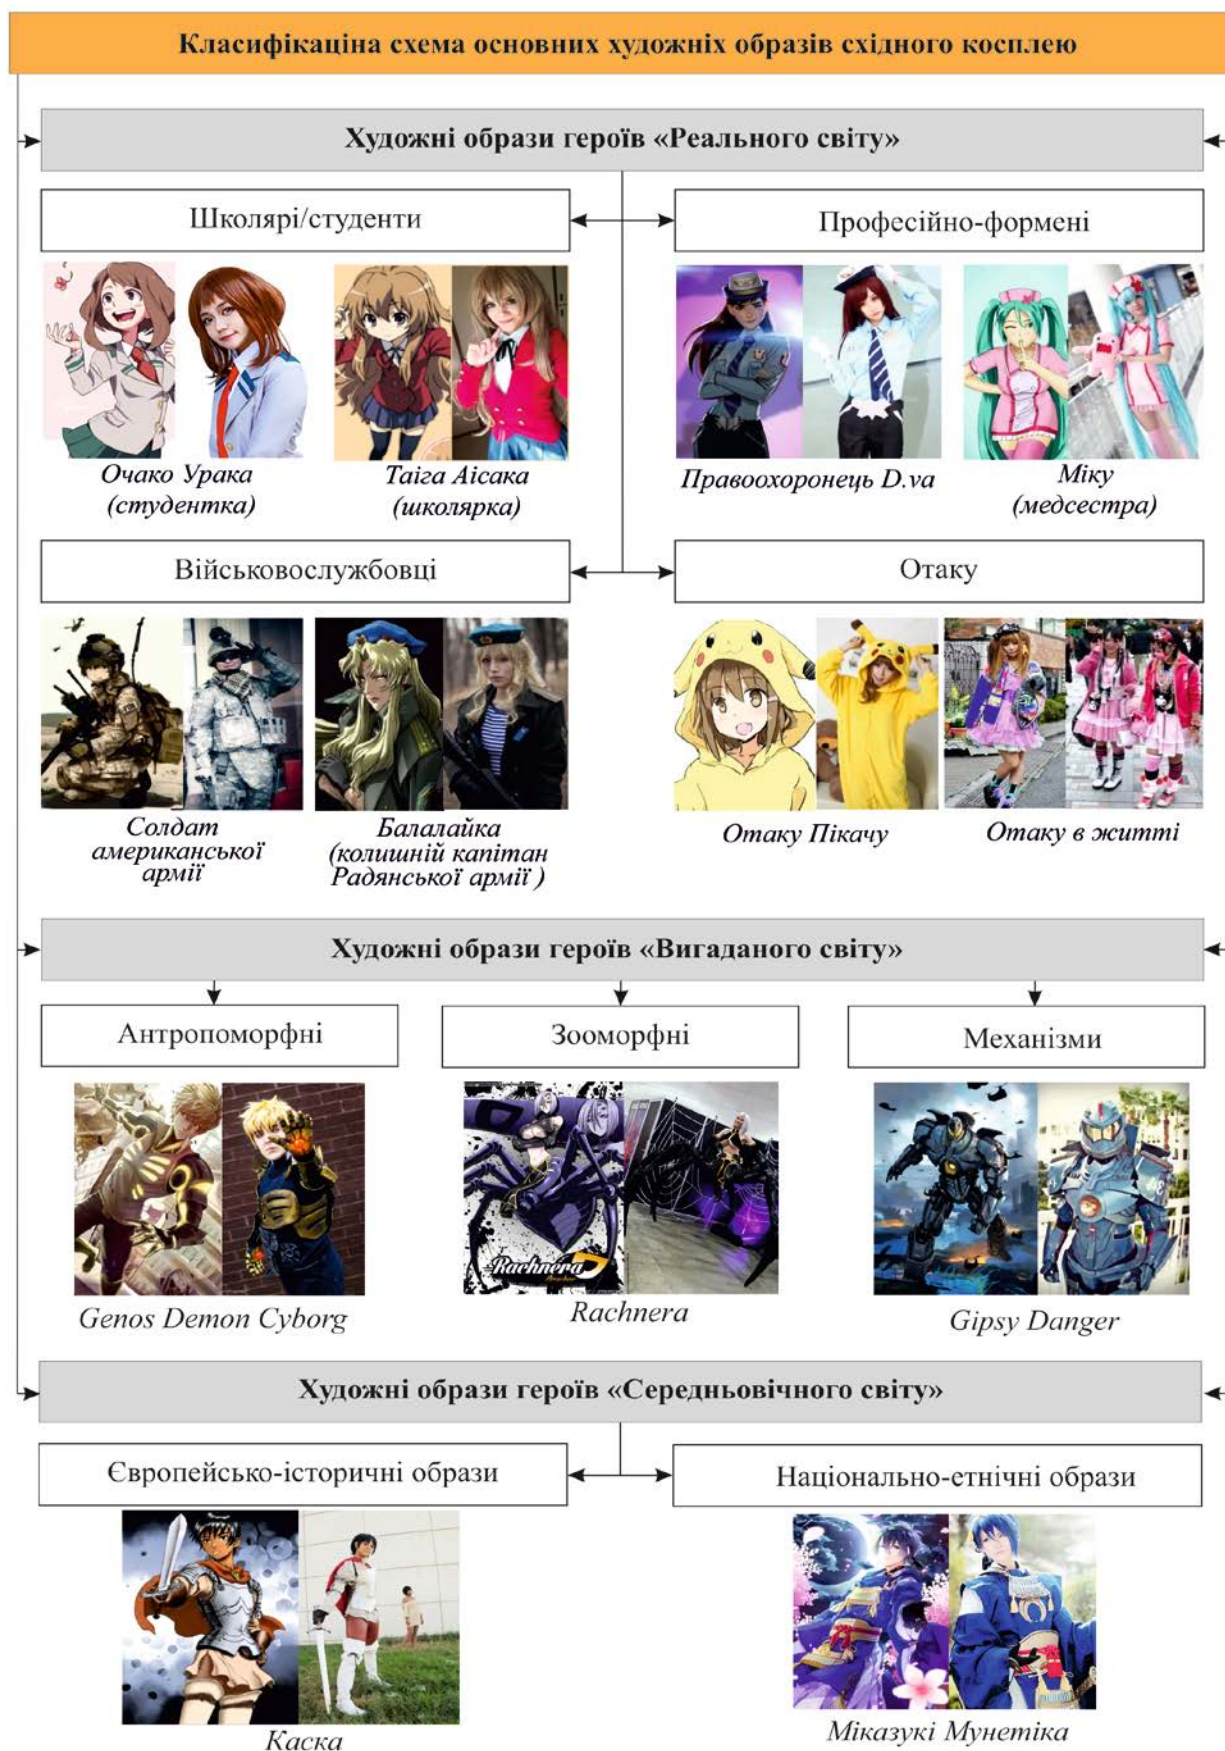 Класифікаціна схема основних художніх образів східного косплею
Художні образи героїв «Реального світу»
Школярі/студенти
Професійно-формені
Очако Урака
(студентка)
Таіга Аісака
(школярка)
Правоохоронець D.va
Міку
(медсестра)
Військовослужбовці
Отаку
Солдат
американської
армії
Балалайка
(колишній капітан
Радянської армії )
Отаку Пікачу
Отаку в житті
Художні образи героїв «Вигаданого світу»
Антропоморфні
Зооморфні
Механізми
Rachnera
Genos Demon Cyborg
Rachnera
Gipsy Danger
Художні образи героїв «Середньовічного світу»
Європейсько-історичні образи
Національно-етнічні образи
Каска
Міказукі Мунетіка